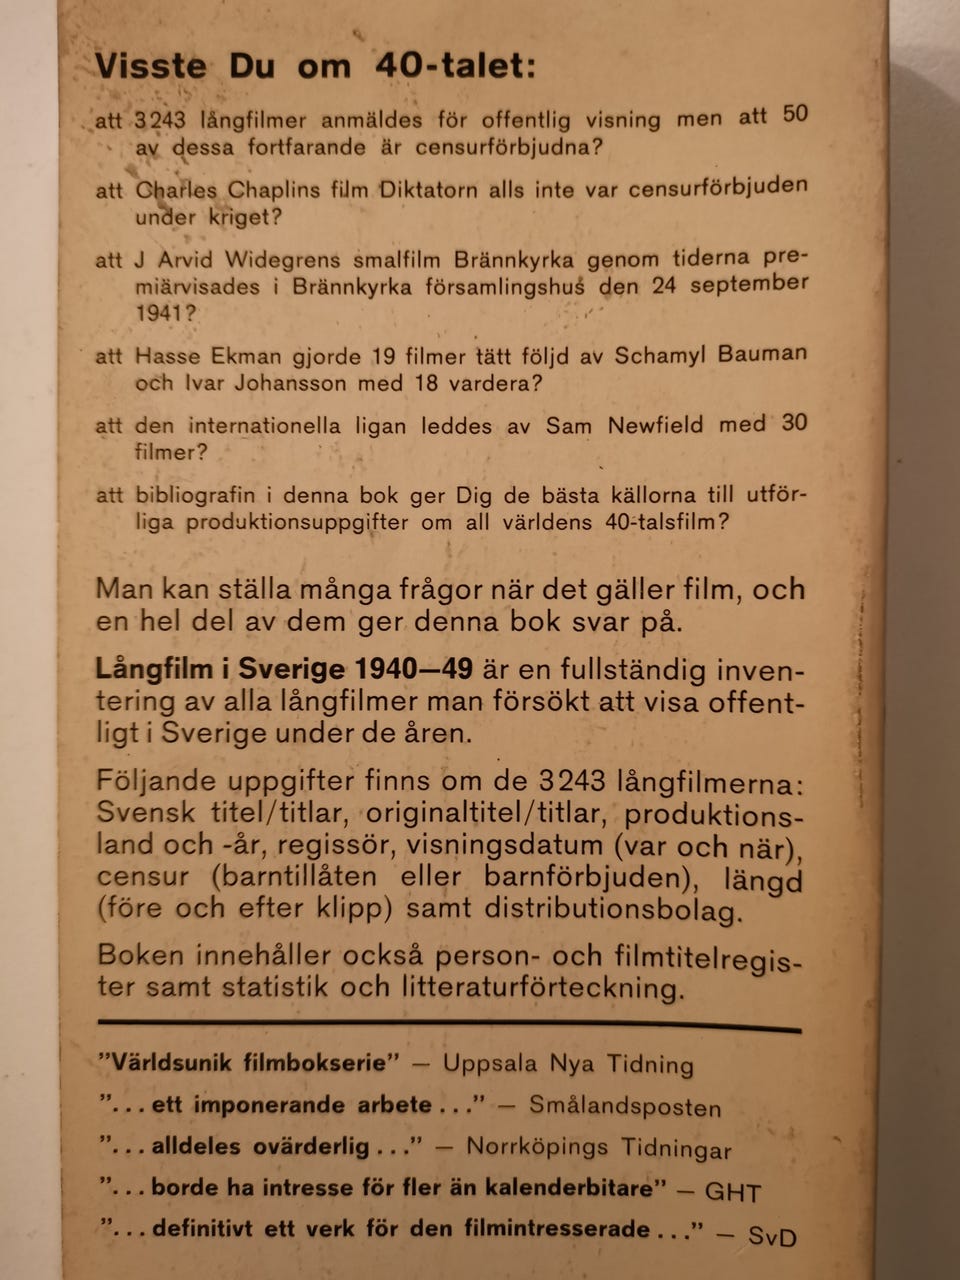 Visste Du om 40-talet:
att 3243 långfilmer anmäldes för offentlig visning men att 50
av dessa fortfarande är censurförbjudna?
att Charles Chaplins film Diktatorn alls inte var censurförbjuden
under kriget?
att J Arvid Widegrens smalfilm Brännkyrka genom tiderna pre-
miärvisades i Brännkyrka församlingshus den 24 september
1941?
att Hasse Ekman gjorde 19 filmer tätt följd av Schamyl Bauman
och Ivar Johansson med 18 vardera?
att den internationella ligan leddes av Sam Newfield med 30
filmer?
att bibliografin i denna bok ger Dig de bästa källorna till utför-
liga produktionsuppgifter om all världens 40-talsfilm?
Man kan ställa många frågor när det gäller film, och
en hel del av dem ger denna bok svar på.
Långfilm i Sverige 1940—49 är en fullständig inven-
tering av alla långfilmer man försökt att visa offent-
ligt i Sverige under de åren.
Följande uppgifter finns om de 3243 långfilmerna:
Svensk titel/titlar, originaltitel/titlar, produktions-
land och -år, regissör, visningsdatum (var och när),
censur (barntillåten eller barnförbjuden), längd
(före och efter klipp) samt distributionsbolag.
Boken innehåller också person- och filmtitelregis-
ter samt statistik och litteraturförteckning.
”Världsunik filmbokserie” — Uppsala Nya Tidning
”...ett imponerande arbete...” — Smålandsposten
”...alldeles ovärderlig...” — Norrköpings Tidningar
”...borde ha intresse för fler än kalenderbitare” — GHT
”...definitivt ett verk för den filmintresserade...” — SvD